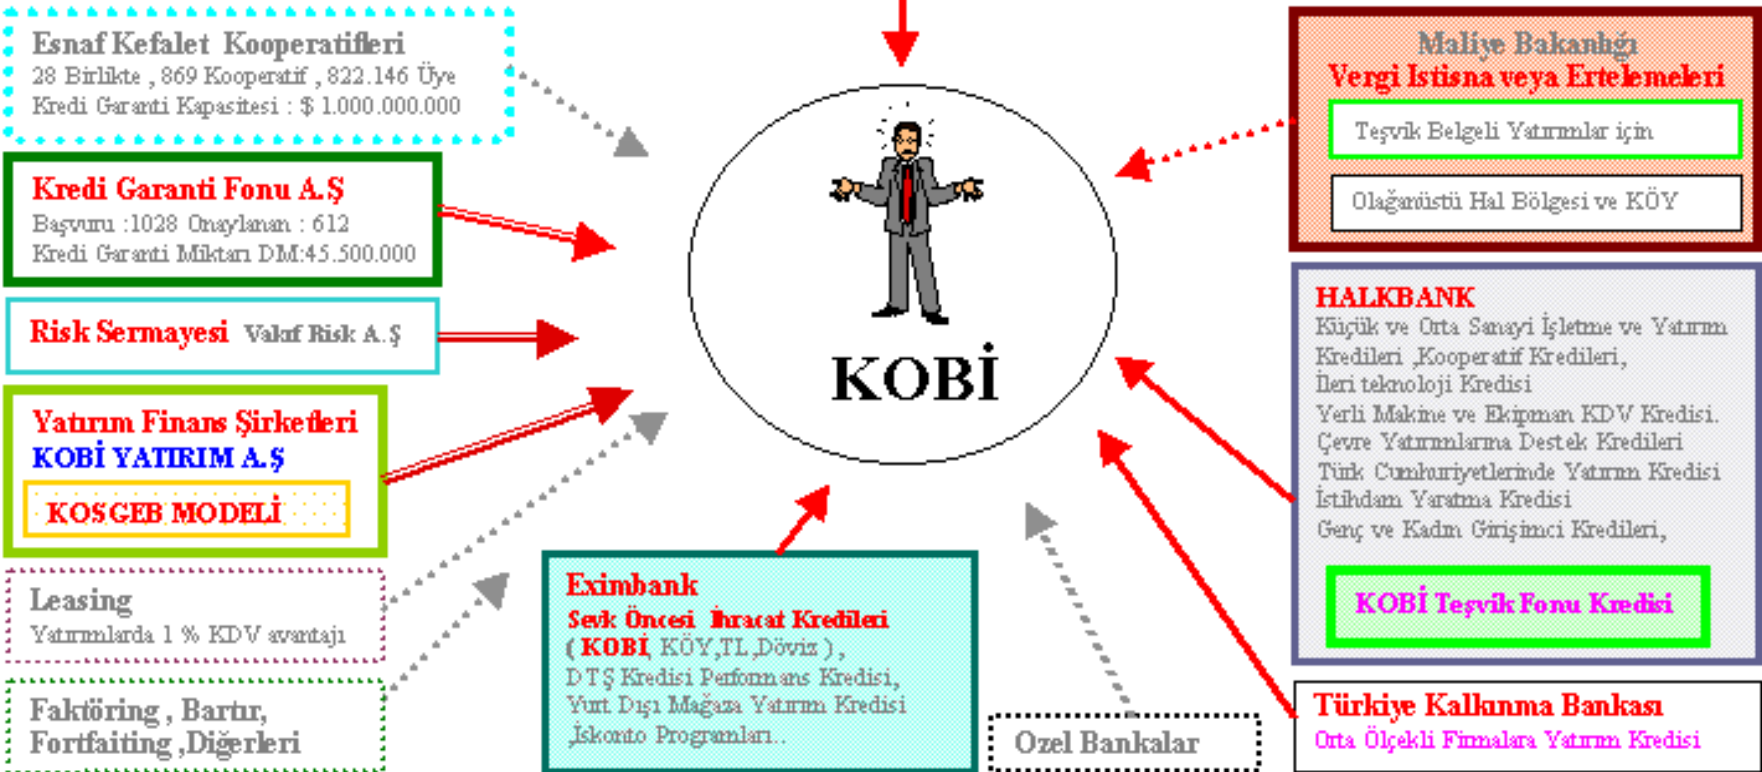 Esnaf Kefalet Kooperatifleri
28 Birlikte , 869 Kooperatif , 822.146 Üye
Kredi Garanti Kapasitesi : $ 1.000.000.000
Kredi Garanti Fonu A.Ş
Başvuru :1028 Onaylanan : 612
Kredi Garanti Miktarı DM:45.500.000
Risk Sermayesi Vakıf Risk A.Ş
Yatırım Finans Şirketleri
KOBİ YATIRIM A.Ş
KOSGEB MODELİ
Leasing
Yatırımlarda 1 % KDV avantajı
Faktöring , Bartır,
Fortfaiting ,Diğerleri
KOBİ
Eximbank
Sevk Öncesi İhracat Kredileri
( KOBİ, KÖY,TL,Döviz ) ,
DTŞ Kredisi Performans Kredisi,
Yurt Dışı Mağaza Yatırım Kredisi
,İskonto Programları..
Ozel Bankalar
Maliye Bakanlığı
Vergi Istisna veya Ertelemeleri
Teşvik Belgeli Yatırımlar için
Olağanüstü Hal Bölgesi ve KÖY
HALKBANK
Küçük ve Orta Sanayi İşletme ve Yatırım
Kredileri ,Kooperatif Kredileri,
İleri teknoloji Kredisi
Yerli Makine ve Ekipman KDV Kredisi.
Çevre Yatırımlarına Destek Kredileri
Türk Cumhuriyetlerinde Yatırım Kredisi
İstihdam Yaratma Kredisi
Genç ve Kadın Girişimci Kredileri,
KOBİ Teşvik Fonu Kredisi
Türkiye Kalkınma Bankası
Orta Ölçekli Firmalara Yatırım Kredisi